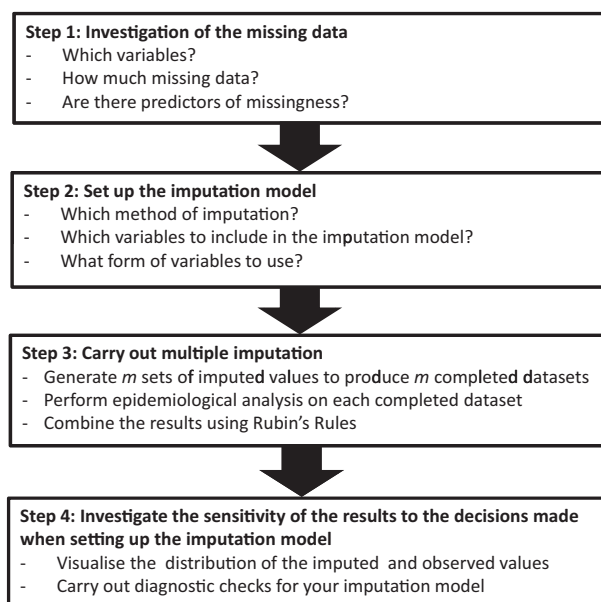 Step 1: Investigation of the missing data
- Which variables?
- How much missing data?
- Are there predictors of missingness?
Step 2: Set up the imputation model
- Which method of imputation?
- Which variables to include in the imputation model?
- What form of variables to use?
Step 3: Carry out multiple imputation
- Generate m sets of imputed values to produce m completed datasets
- Perform epidemiological analysis on each completed dataset
- Combine the results using Rubin's Rules
Step 4: Investigate the sensitivity of the results to the decisions made
when setting up the imputation model
- Visualise the distribution of the imputed and observed values
- Carry out diagnostic checks for your imputation model